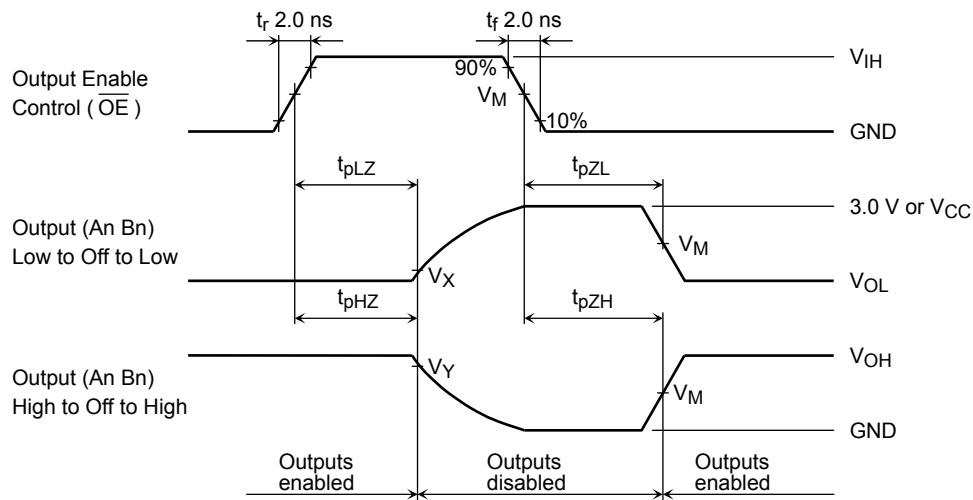 tr 2.0 ns
tf 2.0 ns
90%
VIH
Output Enable
Control ( OE )
VM
10%
GND
tpLZ
tpZL
3.0 V or VCC
Output (An Bn)
Low to Off to Low
VM
VX
VOL
tpHZ
tpZH
VOH
VY
Output (An Bn)
High to Off to High
VM
GND
Outputs
enabled
Outputs
disabled
Outputs
enabled